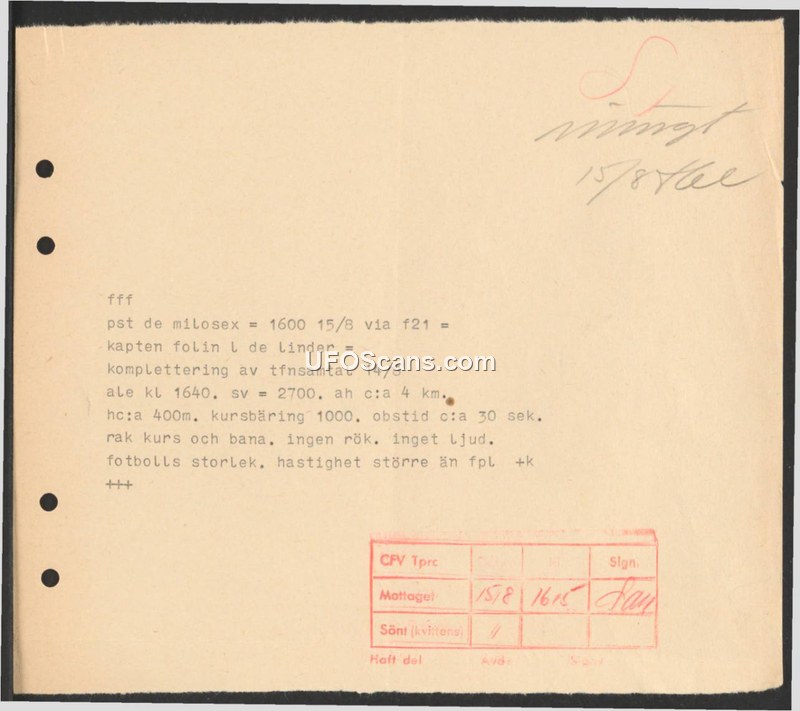 15/8
fff
pst de milosex = 1600 15/8 via f21 =
kapten folin l de linder =
komplettering av tfnsamtal 14/8
ale kl 1640. sv = 2700. ah c:a 4 km.
hc:a 400m. kursbäring 1000. obstid c:a 30 sek.
rak kurs och bana. ingen rök. inget ljud.
fotbolls storlek. hastighet större än fpl +k
+++
UFOScans.com
CFV Tprc Sign.
Mottaget 15/8 1615
Sänt (kvittens) "
Haft del